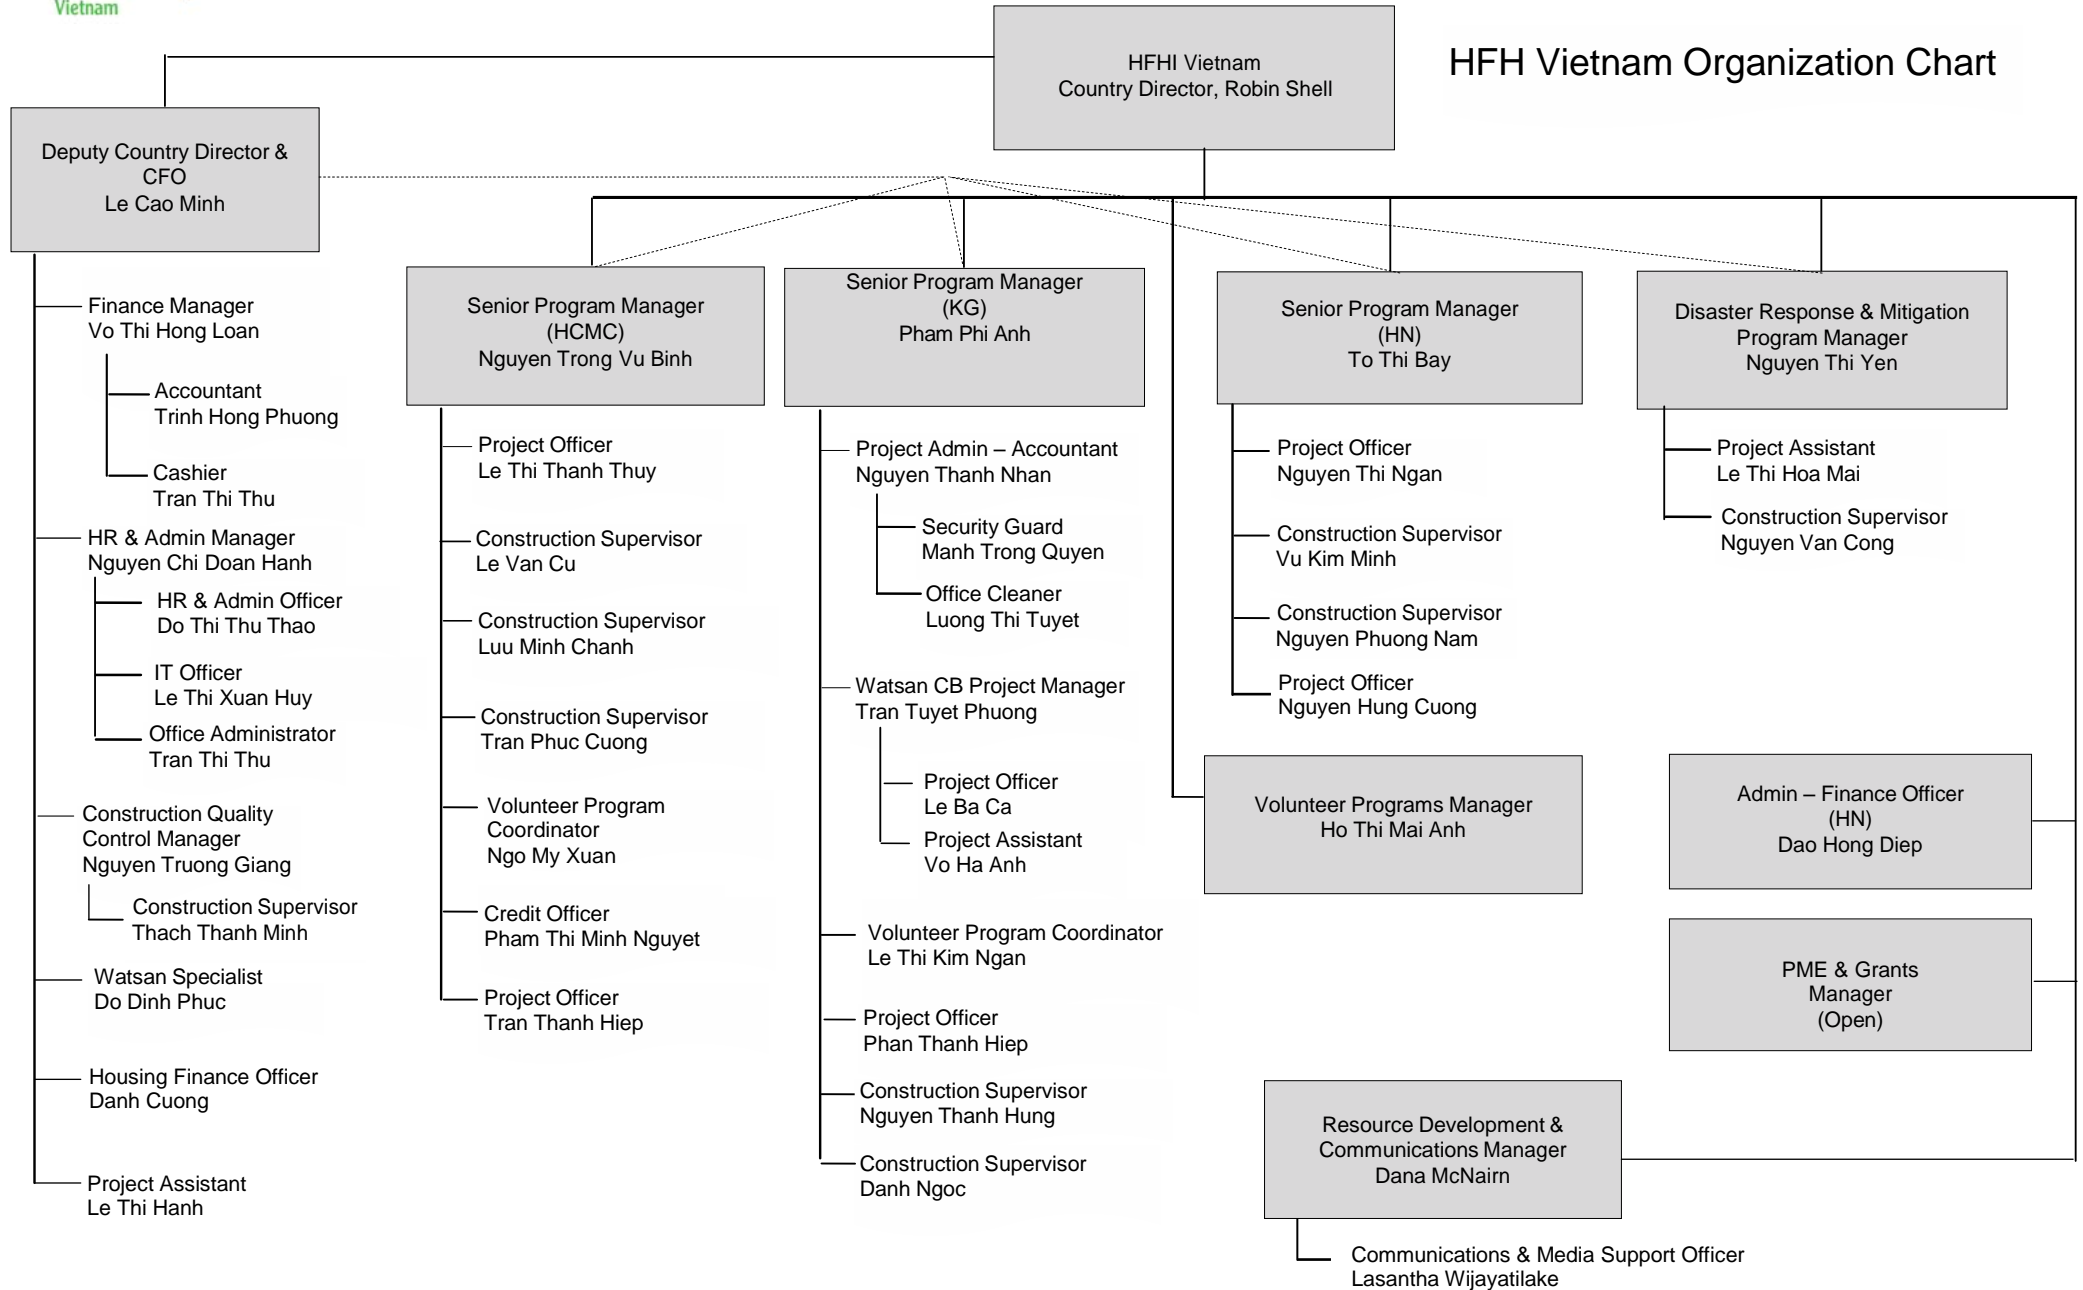 Vietnam
HFHI Vietnam
Country Director, Robin Shell
HFH Vietnam Organization Chart
Deputy Country Director &
CFO
Le Cao Minh
Finance Manager
Vo Thi Hong Loan
Accountant
Trinh Hong Phuong
Cashier
Tran Thi Thu
HR & Admin Manager
Nguyen Chi Doan Hanh
HR & Admin Officer
Do Thi Thu Thao
IT Officer
Le Thi Xuan Huy
Office Administrator
Tran Thi Thu
Construction Quality
Control Manager
Nguyen Truong Giang
Construction Supervisor
Thach Thanh Minh
Watsan Specialist
Do Dinh Phuc
Housing Finance Officer
Danh Cuong
Project Assistant
Le Thi Hanh
Senior Program Manager
(HCMC)
Nguyen Trong Vu Binh
Project Officer
Le Thi Thanh Thuy
Construction Supervisor
Le Van Cu
Construction Supervisor
Luu Minh Chanh
Construction Supervisor
Tran Phuc Cuong
Volunteer Program
Coordinator
Ngo My Xuan
Credit Officer
Pham Thi Minh Nguyet
Project Officer
Tran Thanh Hiep
Senior Program Manager
(KG)
Pham Phi Anh
Project Admin – Accountant
Nguyen Thanh Nhan
Security Guard
Manh Trong Quyen
Office Cleaner
Luong Thi Tuyet
Watsan CB Project Manager
Tran Tuyet Phuong
Project Officer
Le Ba Ca
Project Assistant
Vo Ha Anh
Volunteer Program Coordinator
Le Thi Kim Ngan
Project Officer
Phan Thanh Hiep
Construction Supervisor
Nguyen Thanh Hung
Construction Supervisor
Danh Ngoc
Senior Program Manager
(HN)
To Thi Bay
Project Officer
Nguyen Thi Ngan
Construction Supervisor
Vu Kim Minh
Construction Supervisor
Nguyen Phuong Nam
Project Officer
Nguyen Hung Cuong
Disaster Response & Mitigation
Program Manager
Nguyen Thi Yen
Project Assistant
Le Thi Hoa Mai
Construction Supervisor
Nguyen Van Cong
Volunteer Programs Manager
Ho Thi Mai Anh
Admin – Finance Officer
(HN)
Dao Hong Diep
PME & Grants
Manager
(Open)
Resource Development &
Communications Manager
Dana McNairn
Communications & Media Support Officer
Lasantha Wijayatilake